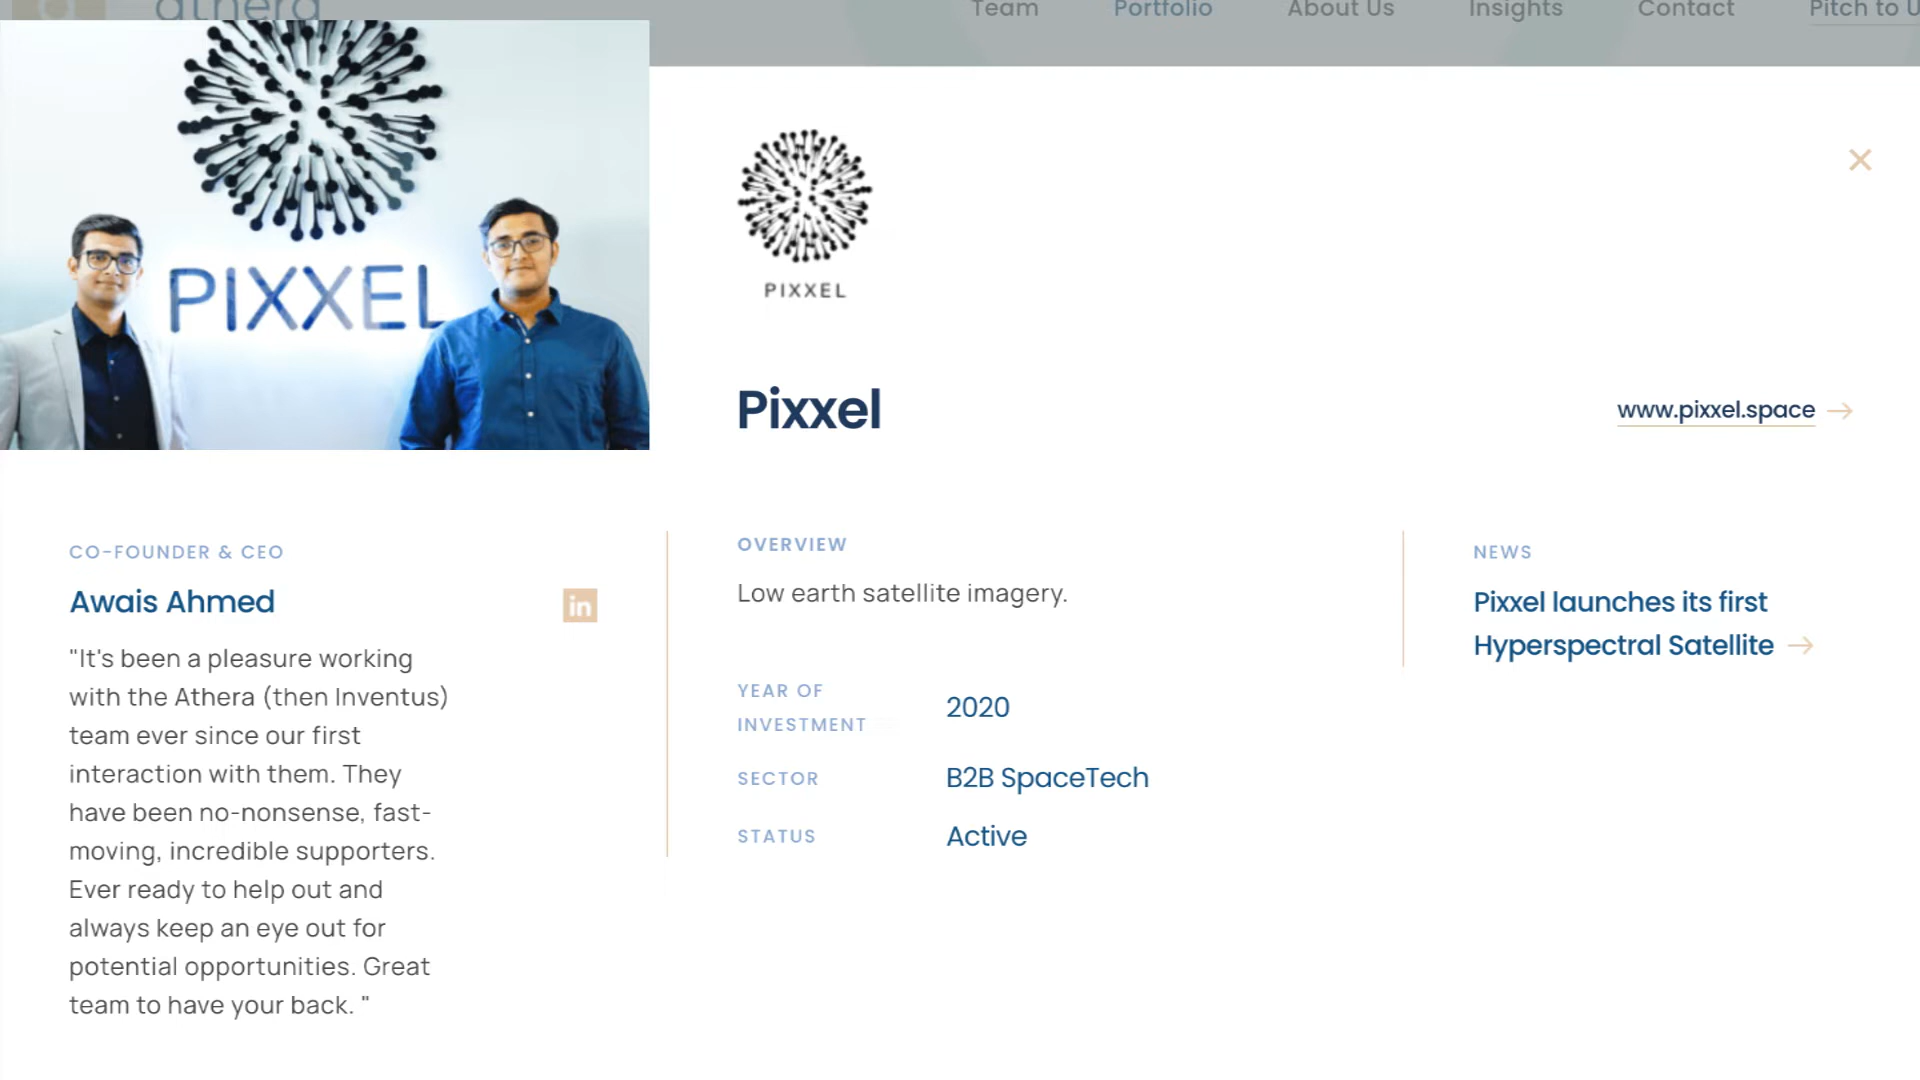 athera
Team
Portfolio
About Us
Insights
Contact
Pitch to U
PIXXEL
PIXXEL
Pixxel
www.pixxel.space
CO-FOUNDER & CEO
Awais Ahmed
in
"It's been a pleasure working
with the Athera (then Inventus)
team ever since our first
interaction with them. They
have been no-nonsense, fast-
moving, incredible supporters.
Ever ready to help out and
always keep an eye out for
potential opportunities. Great
team to have your back. "
OVERVIEW
Low earth satellite imagery.
YEAR OF
INVESTMENT
2020
SECTOR
B2B SpaceTech
STATUS
Active
NEWS
Pixxel launches its first
Hyperspectral Satellite